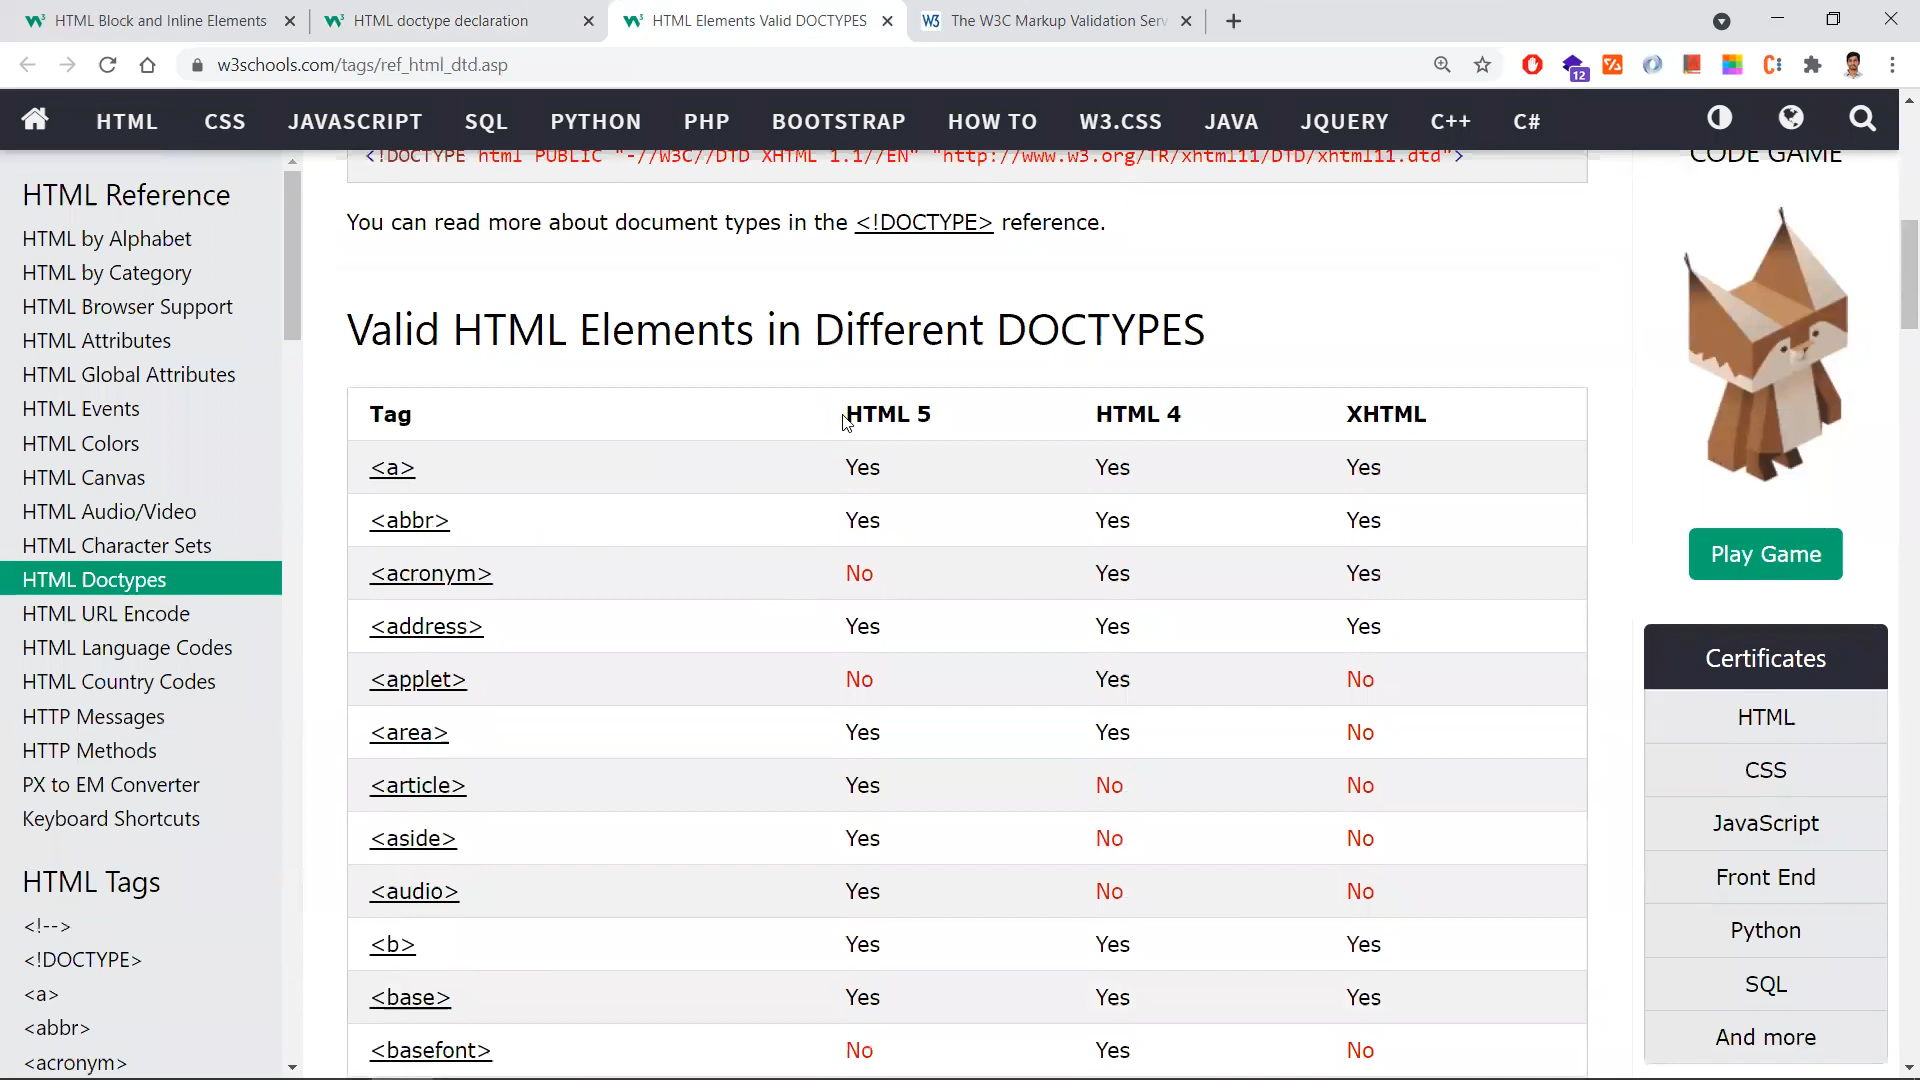 HTML Block and Inline Elements
HTML doctype declaration
HTML Elements Valid DOCTYPES
W3 The W3C Markup Validation Serv
w3schools.com/tags/ref_html_dtd.asp
12
HTML CSS JAVASCRIPT SQL PYTHON PHP BOOTSTRAP HOW TO W3.CSS JAVA JQUERY C++ C#
HTML Reference
HTML by Alphabet
HTML by Category
HTML Browser Support
HTML Attributes
HTML Global Attributes
HTML Events
HTML Colors
HTML Canvas
HTML Audio/Video
HTML Character Sets
HTML Doctypes
HTML URL Encode
HTML Language Codes
HTML Country Codes
HTTP Messages
HTTP Methods
PX to EM Converter
Keyboard Shortcuts
HTML Tags
<!-->
<!DOCTYPE>
<a>
<abbr>
<acronym>
<!DOCTYPE html PUBLIC "-//W3C//DTD XHTML 1.1//EN" "http://www.w3.org/TR/xhtml11/DTD/xhtml11.dtd">
You can read more about document types in the <!DOCTYPE> reference.
Valid HTML Elements in Different DOCTYPES
Tag HTML 5 HTML 4 XHTML
<a> Yes Yes Yes
<abbr> Yes Yes Yes
<acronym> No Yes Yes
<address> Yes Yes Yes
<applet> No Yes No
<area> Yes Yes No
<article> Yes No No
<aside> Yes No No
<audio> Yes No No
<b> Yes Yes Yes
<base> Yes Yes Yes
<basefont> No Yes No
CODE GAME
Play Game
Certificates
HTML
CSS
JavaScript
Front End
Python
SQL
And more